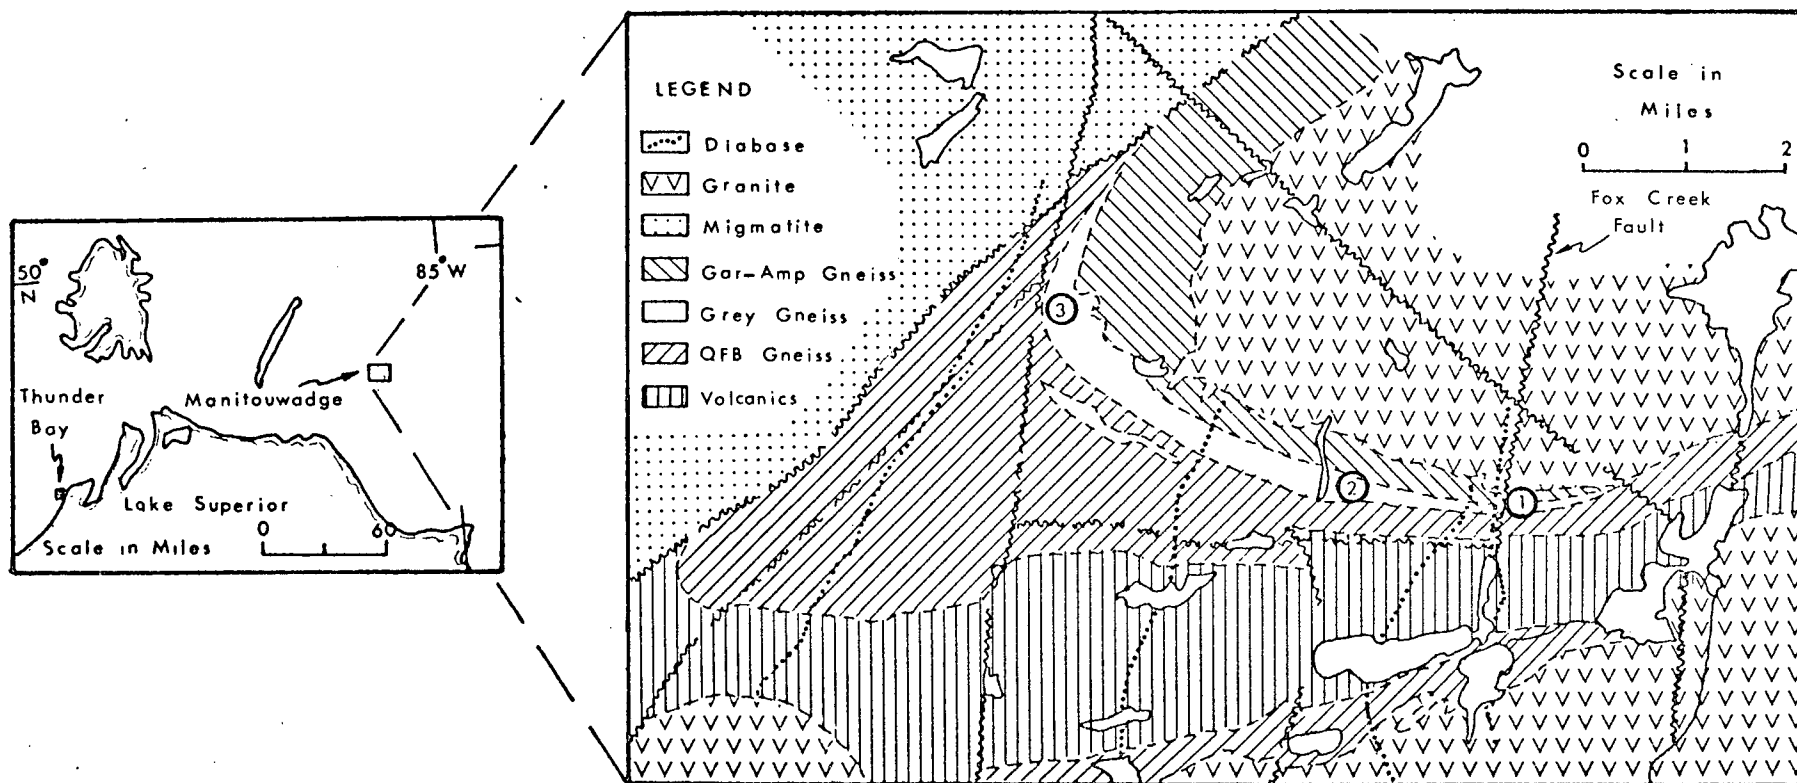 50°
N
85°W
Thunder
Bay
Manitouwadge
Lake Superior
0 60
Scale in Miles
LEGEND
Diabase
Granite
Migmatite
Gar-Amp Gneiss
Grey Gneiss
QFB Gneiss
Volcanics
Scale in
Miles
0 1 2
Fox Creek
Fault
3
2
1